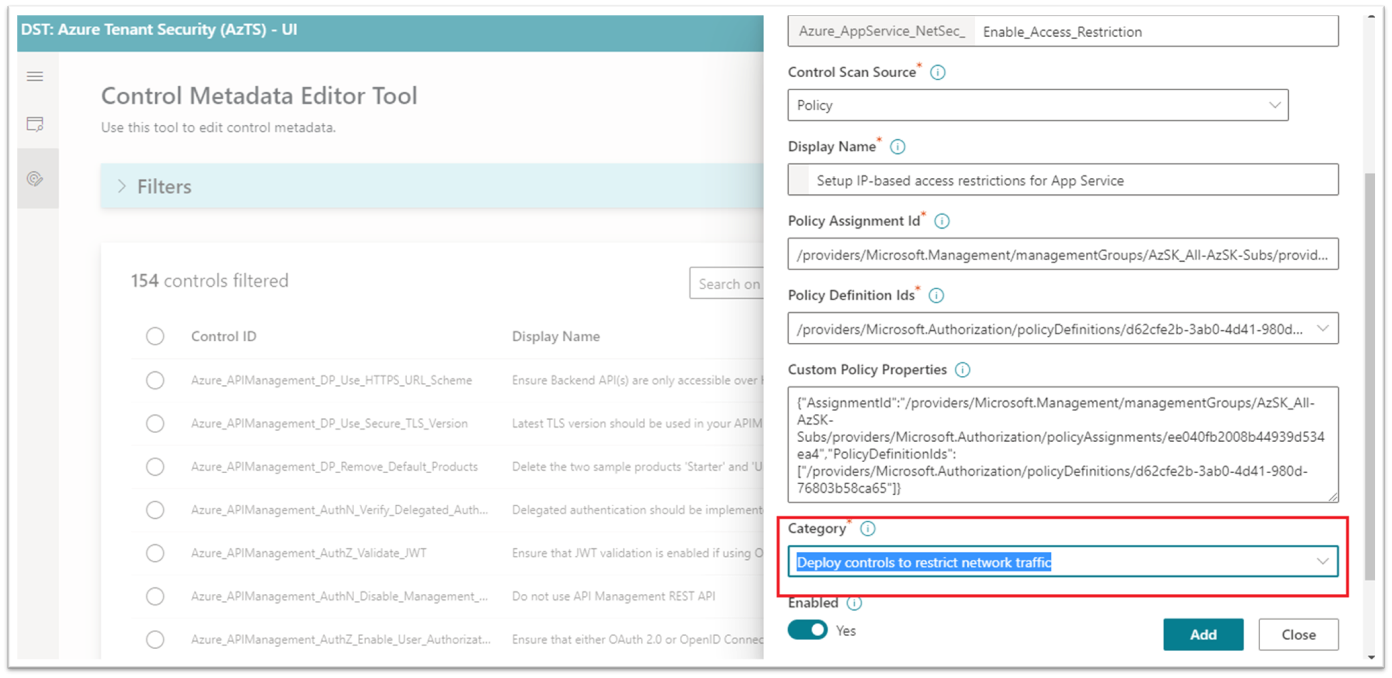 DST: Azure Tenant Security (AzTS) - UI
Control Metadata Editor Tool
Use this tool to edit control metadata.
Filters
154 controls filtered
Search on
Control ID
Display Name
Azure_APIManagement_DP_Use_HTTPS_URL_Scheme
Ensure Backend API(s) are only accessible over
Azure_APIManagement_DP_Use_Secure_TLS_Version
Latest TLS version should be used in your APIM
Azure_APIManagement_DP_Remove_Default_Products
Delete the two sample products 'Starter' and 'U
Azure_APIManagement_AuthN_Verify_Delegated_Auth...
Delegated authentication should be implement
Azure_APIManagement_AuthZ_Validate_JWT
Ensure that JWT validation is enabled if using O
Azure_APIManagement_AuthN_Disable_Management_...
Do not use API Management REST API
Azure_APIManagement_AuthZ_Enable_User_Authorizat...
Ensure that either OAuth 2.0 or OpenID Connec
Azure_AppService_NetSec_ Enable_Access_Restriction
Control Scan Source*
Policy
Display Name*
Setup IP-based access restrictions for App Service
Policy Assignment Id*
/providers/Microsoft.Management/managementGroups/AzSK_All-AzSK-Subs/provid...
Policy Definition Ids*
/providers/Microsoft.Authorization/policyDefinitions/d62cfe2b-3ab0-4d41-980d...
Custom Policy Properties
{"AssignmentId":"/providers/Microsoft.Management/managementGroups/AzSK_All-
AzSK-
Subs/providers/Microsoft.Authorization/policyAssignments/ee040fb2008b44939d534
ea4","PolicyDefinitionIds":
["/providers/Microsoft.Authorization/policyDefinitions/d62cfe2b-3ab0-4d41-980d-
76803b58ca65"]}
Category*
Deploy controls to restrict network traffic
Enabled
Yes
Add
Close